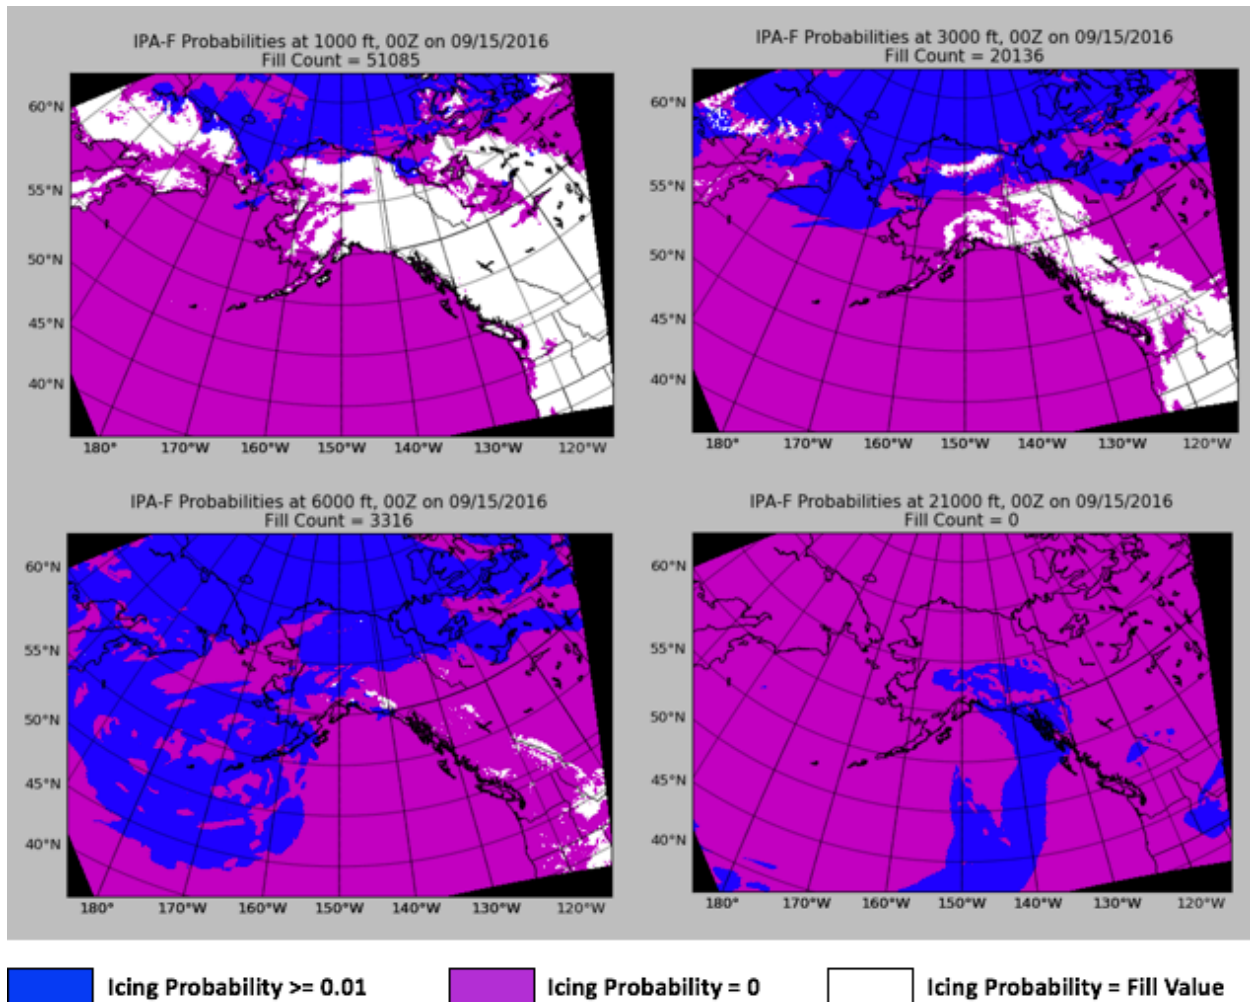 IPA-F Probabilities at 1000 ft, 00Z on 09/15/2016
Fill Count = 51085
60°N
55°N
50°N
45°N
40°N
180°
170°W
160°W
150°W
140°W
130°W
120°W
IPA-F Probabilities at 3000 ft, 00Z on 09/15/2016
Fill Count = 20136
60°N
55°N
50°N
45°N
40°N
180°
170°W
160°W
150°W
140°W
130°W
120°W
IPA-F Probabilities at 6000 ft, 00Z on 09/15/2016
Fill Count = 3316
60°N
55°N
50°N
45°N
40°N
180°
170°W
160°W
150°W
140°W
130°W
120°W
IPA-F Probabilities at 21000 ft, 00Z on 09/15/2016
Fill Count = 0
60°N
55°N
50°N
45°N
40°N
180°
170°W
160°W
150°W
140°W
130°W
120°W
Icing Probability >= 0.01
Icing Probability = 0
Icing Probability = Fill Value